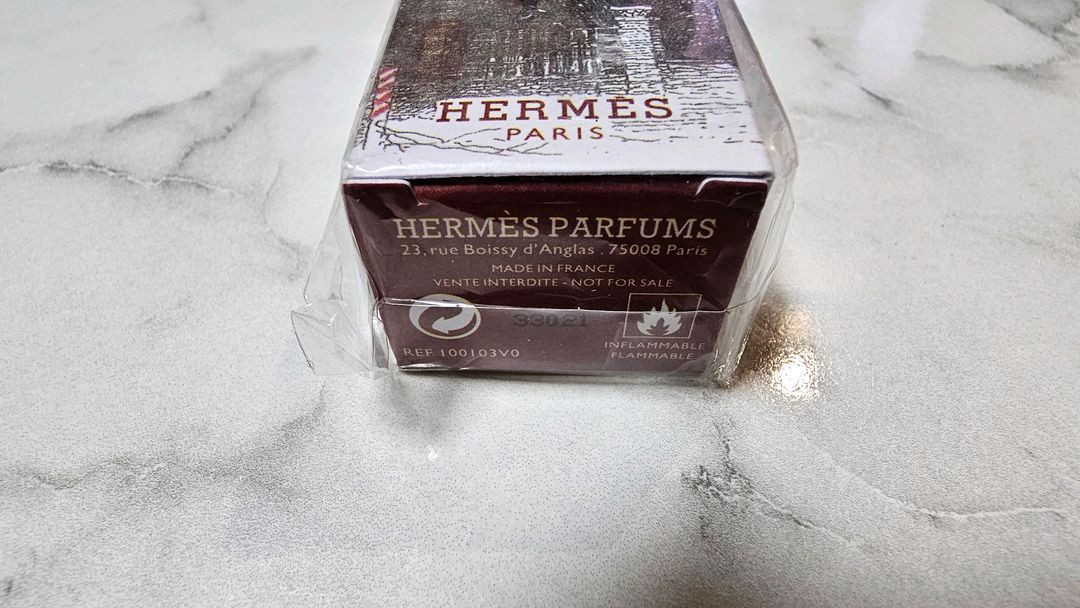 HERMÈS
PARIS
HERMÈS PARFUMS
23, rue Boissy d'Anglas . 75008 Paris
MADE IN FRANCE
VENTE INTERDITE - NOT FOR SALE
33021
REF. 100103V0
INFLAMMABLE
FLAMMABLE